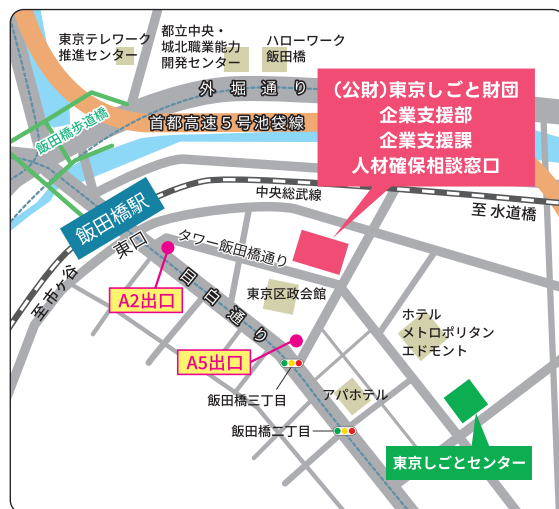 東京テレワーク
推進センター
都立中央・
城北職業能力
開発センター
ハローワーク
飯田橋
外堀通り
首都高速5号池袋線
飯田橋歩道橋
(公財)東京しごと財団
企業支援部
企業支援課
人材確保相談窓口
中央総武線
至 水道橋
飯田橋駅
東口
タワー飯田橋通り
至 市ヶ谷
A2出口
目白通り
東京区政会館
A5出口
ホテル
メトロポリタン
エドモント
飯田橋三丁目
アパホテル
飯田橋二丁目
東京しごとセンター